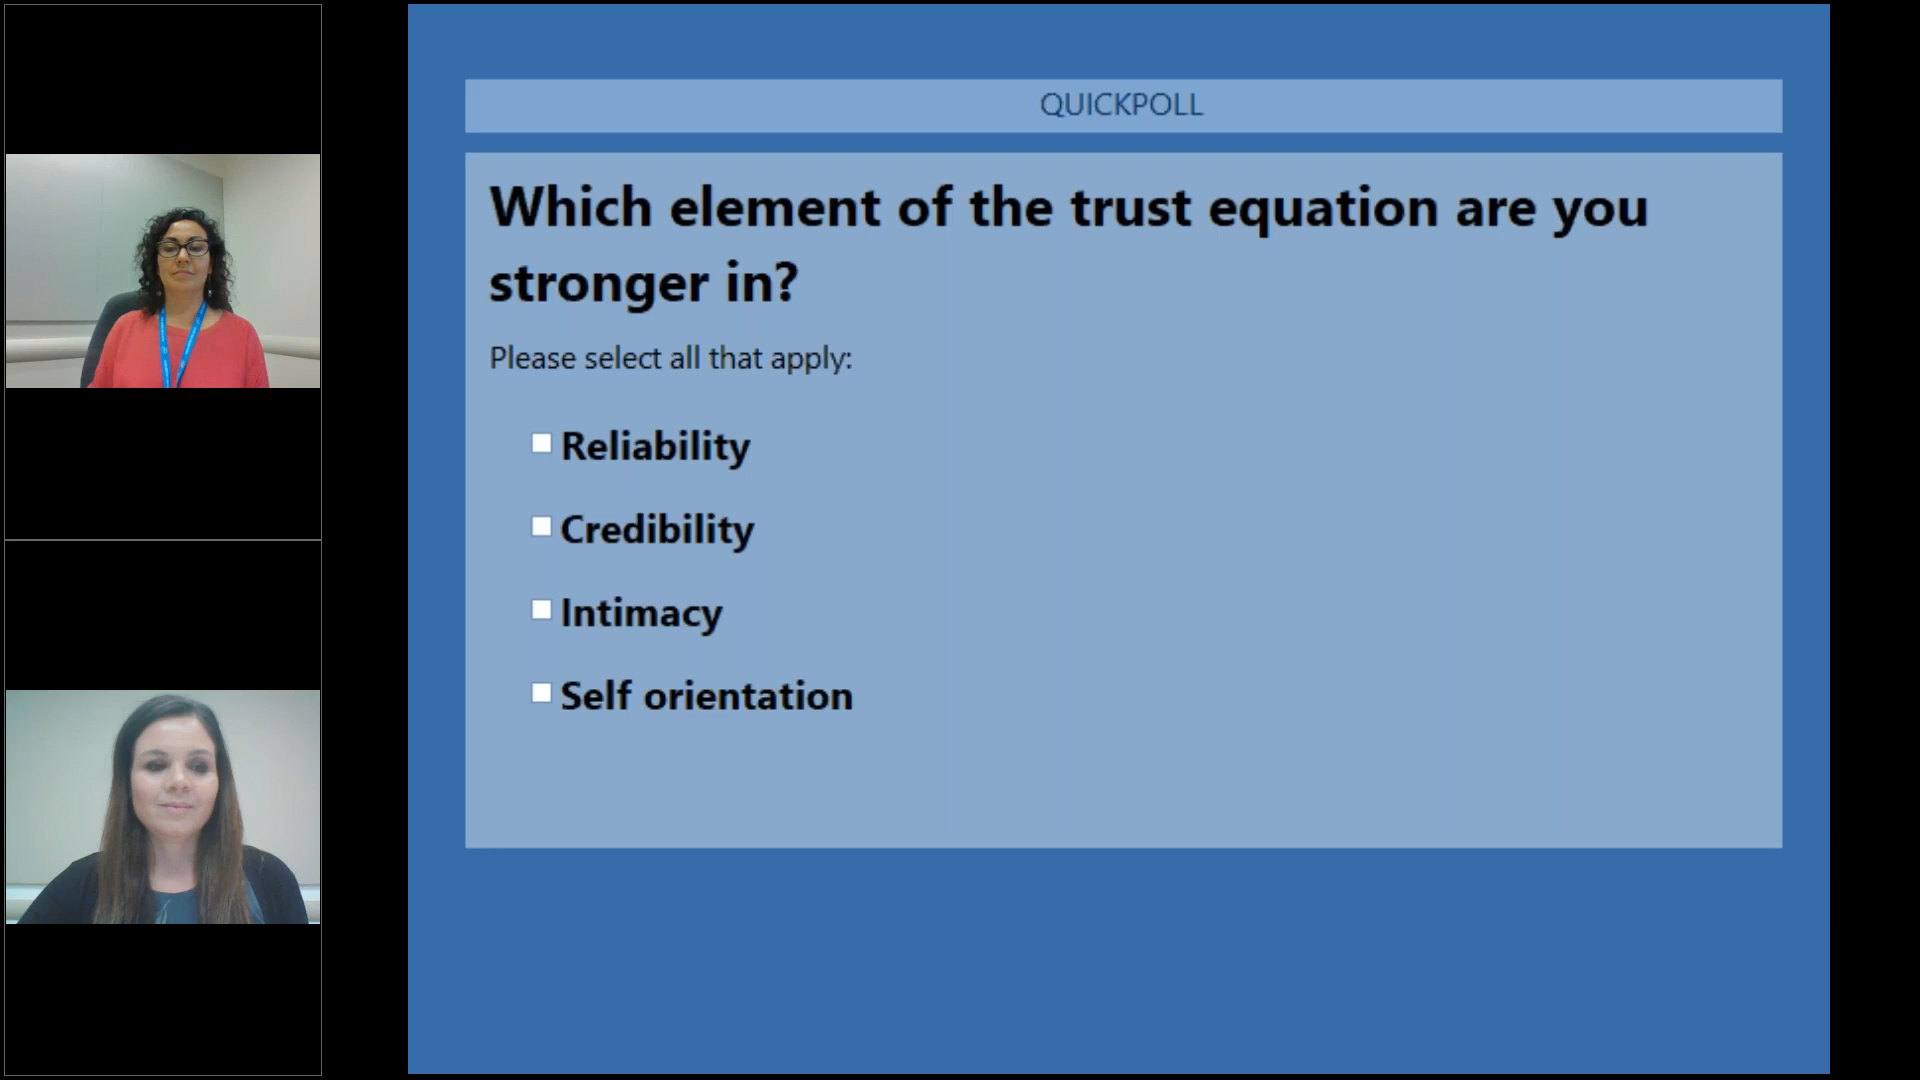 QUICKPOLL
Which element of the trust equation are you
stronger in?
Please select all that apply:
Reliability
Credibility
Intimacy
Self orientation